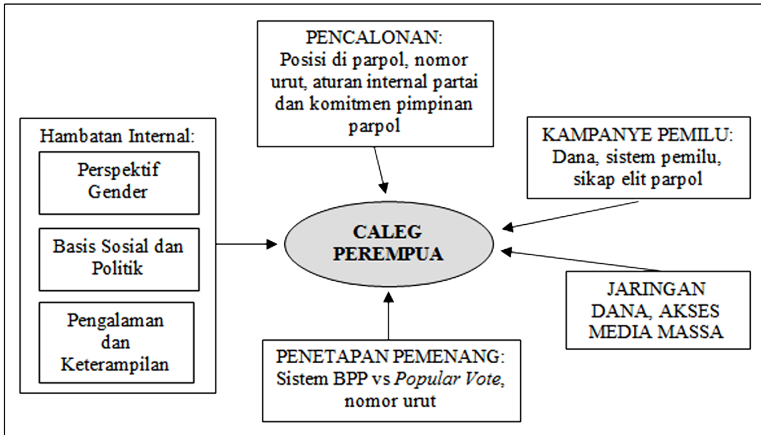 PENCALONAN:
Posisi di parpol, nomor
urut, aturan internal partai
dan komitmen pimpinan
parpol
Hambatan Internal:
Perspektif
Gender
Basis Sosial dan
Politik
Pengalaman
dan
Keterampilan
KAMPANYE PEMILU:
Dana, sistem pemilu,
sikap elit parpol
CALEG
PEREMPUA
JARINGAN
DANA, AKSES
MEDIA MASSA
PENETAPAN PEMENANG:
Sistem BPP vs Popular Vote,
nomor urut